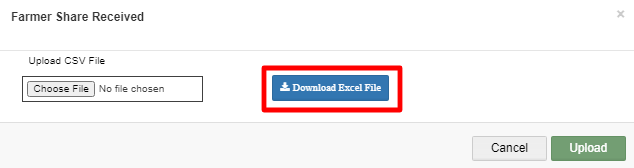 Farmer Share Received
×
Upload CSV File
Choose File No file chosen
Download Excel File
Cancel
Upload